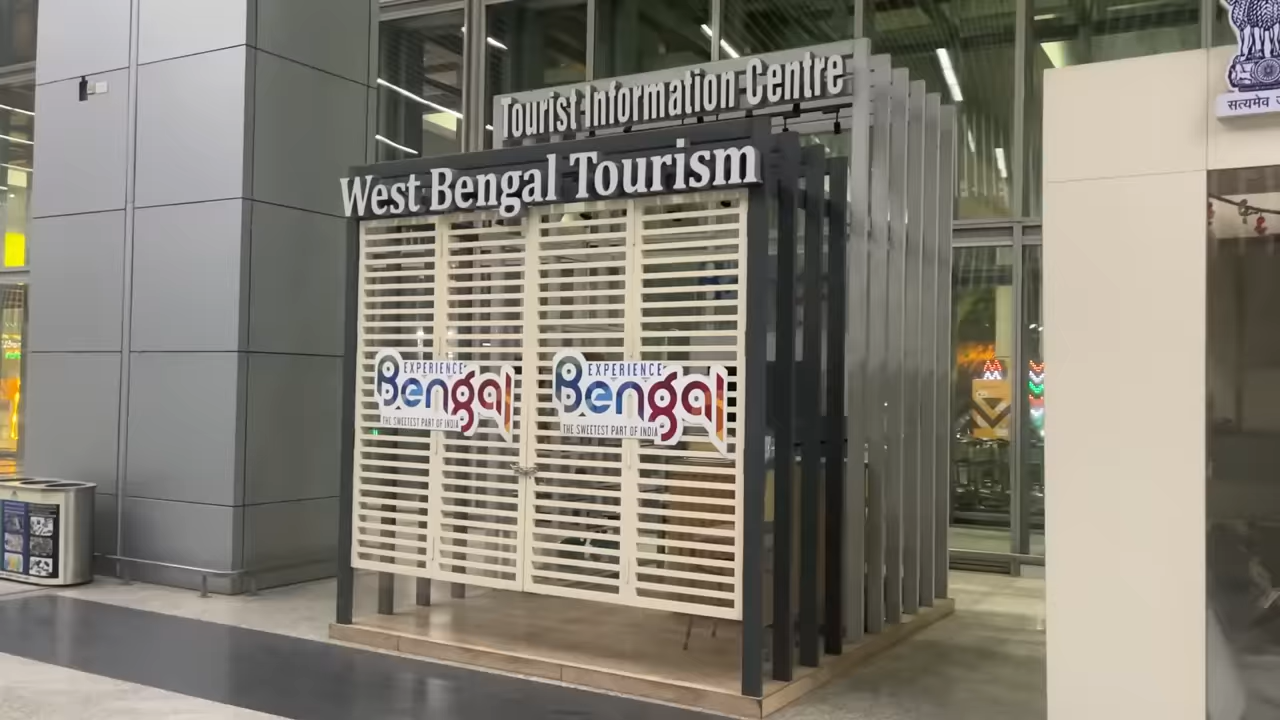 Tourist Information Centre
West Bengal Tourism
EXPERIENCE
Bengal
THE SWEETEST PART OF INDIA
EXPERIENCE
Bengal
THE SWEETEST PART OF INDIA
सत्यमेव